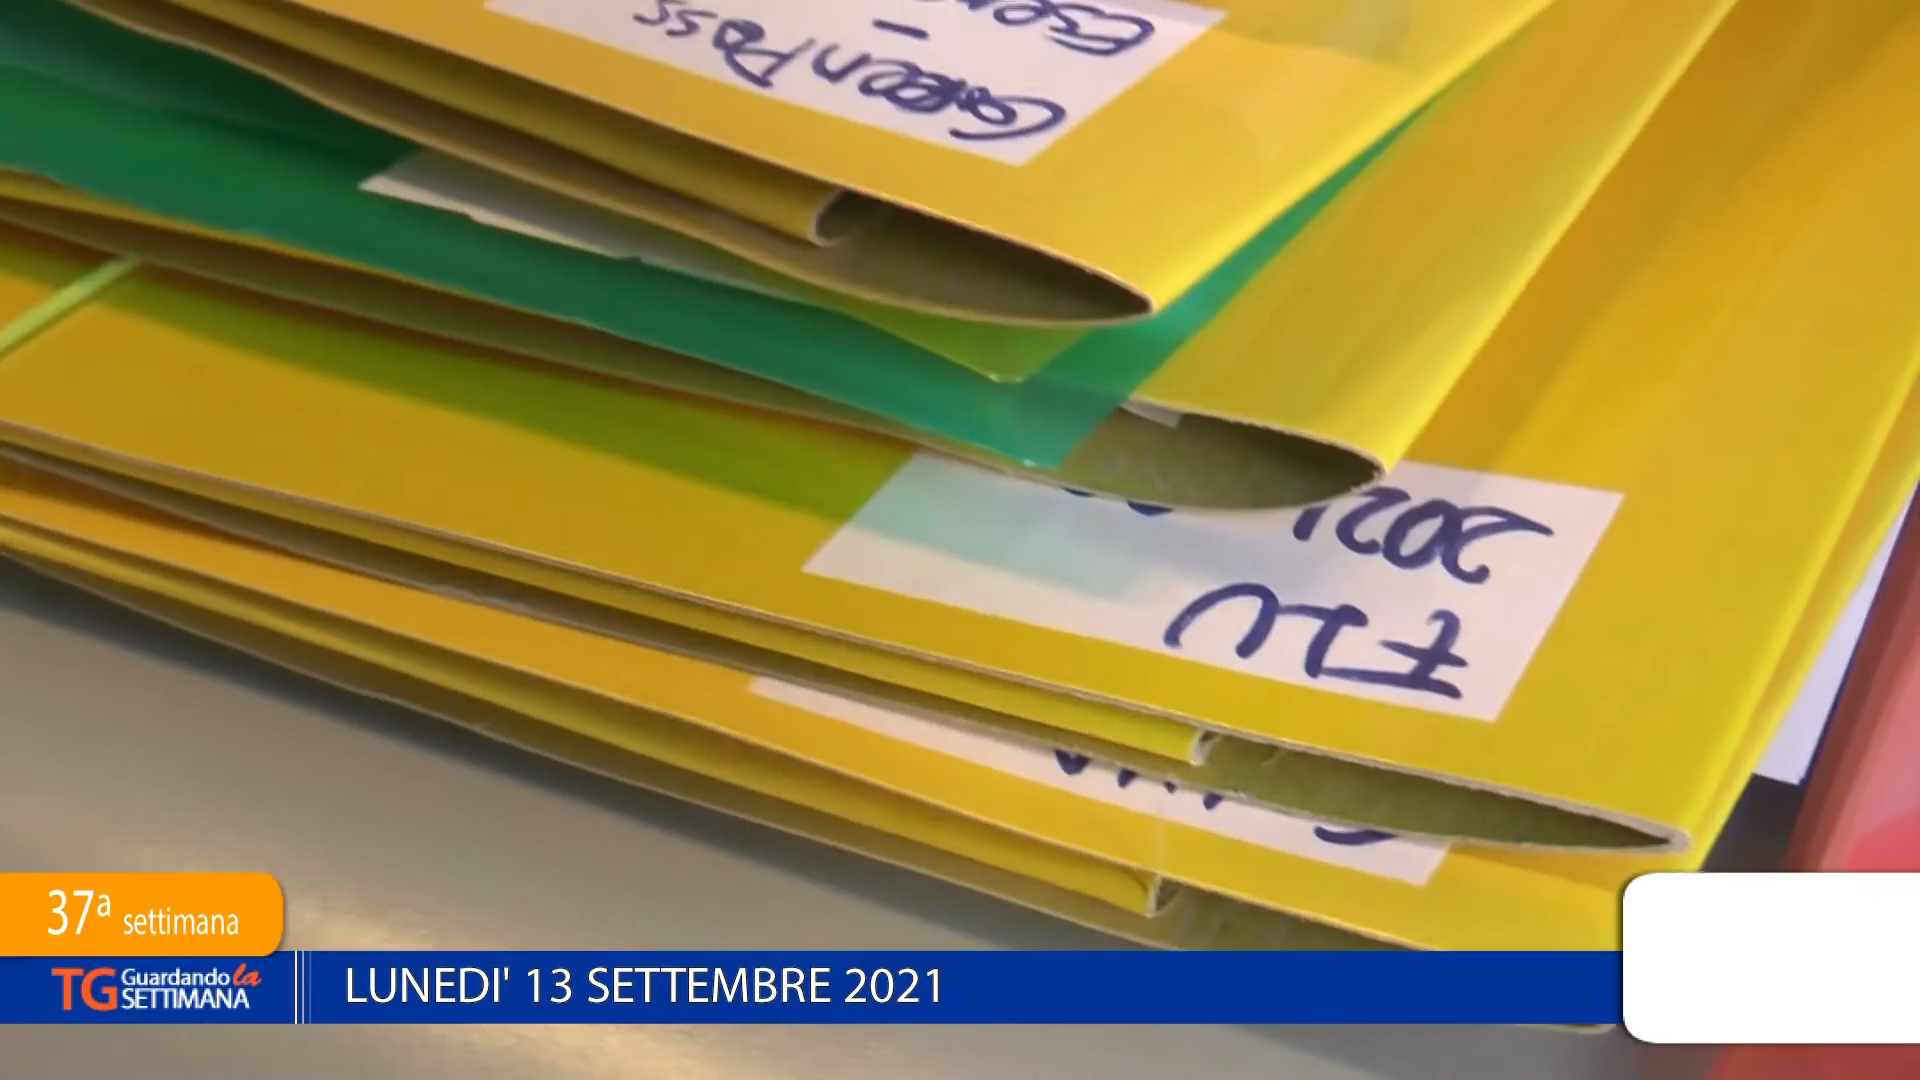 Green Pass
-
2021
FLU
37ª settimana
TG Guardando la SETTIMANA
LUNEDI' 13 SETTEMBRE 2021